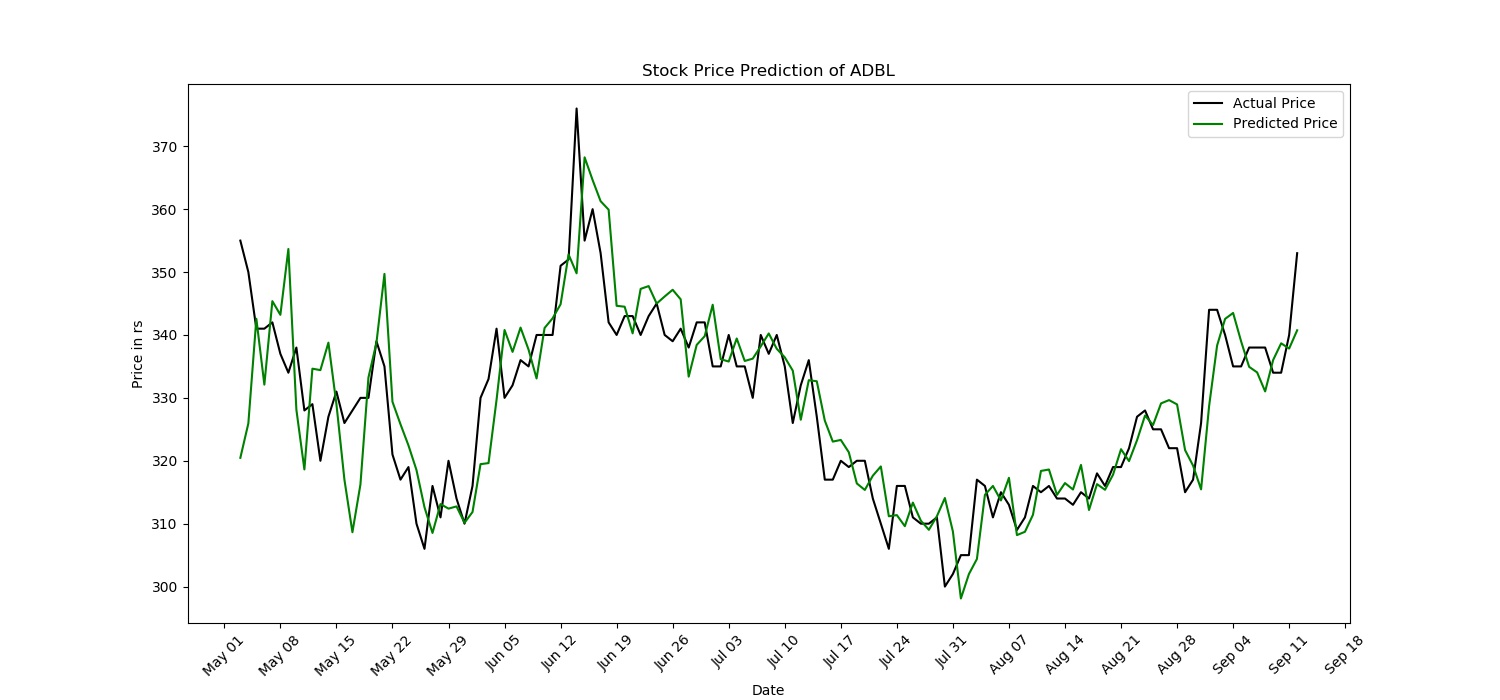 Stock Price Prediction of ADBL
Actual Price
Predicted Price
Price in rs
370
360
350
340
330
320
310
300
May 01
May 08
May 15
May 22
May 29
Jun 05
Jun 12
Jun 19
Jun 26
Jul 03
Jul 10
Jul 17
Jul 24
Jul 31
Aug 07
Aug 14
Aug 21
Aug 28
Sep 04
Sep 11
Sep 18
Date